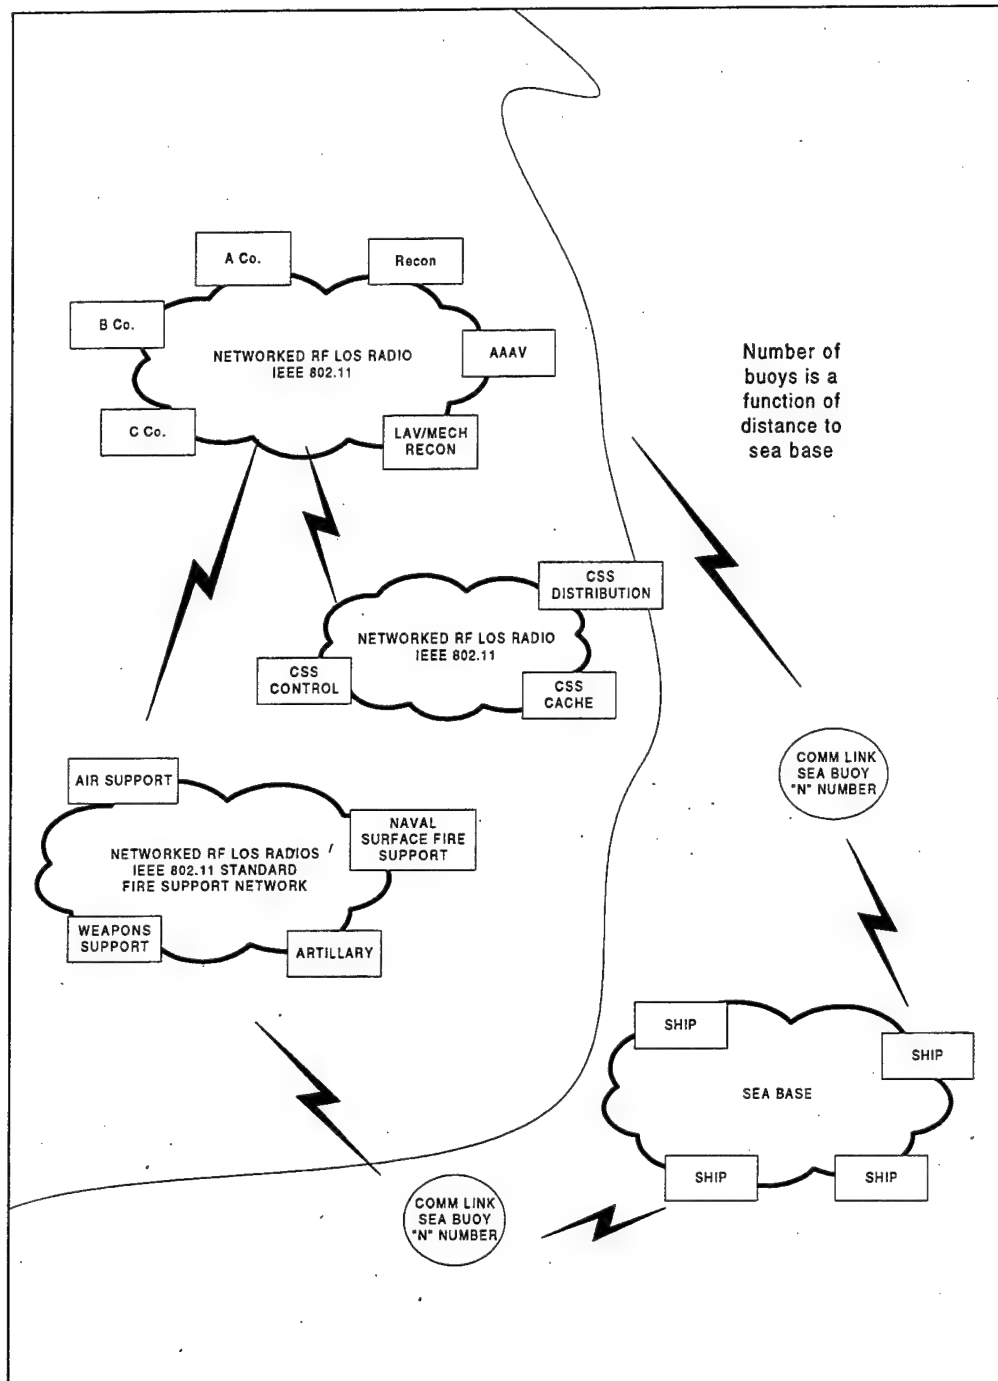 A Co.
Recon
B Co.
NETWORKED RF LOS RADIO
IEEE 802.11
AAAV
C Co.
LAV/MECH
RECON
Number of
buoys is a
function of
distance to
sea base
CSS
DISTRIBUTION
NETWORKED RF LOS RADIO
IEEE 802.11
CSS
CONTROL
CSS
CACHE
AIR SUPPORT
COMM LINK
SEA BUOY
"N" NUMBER
NAVAL
SURFACE FIRE
SUPPORT
NETWORKED RF LOS RADIOS
IEEE 802.11 STANDARD
FIRE SUPPORT NETWORK
WEAPONS
SUPPORT
ARTILLARY
SHIP
SHIP
SEA BASE
SHIP
SHIP
COMM LINK
SEA BUOY
"N" NUMBER